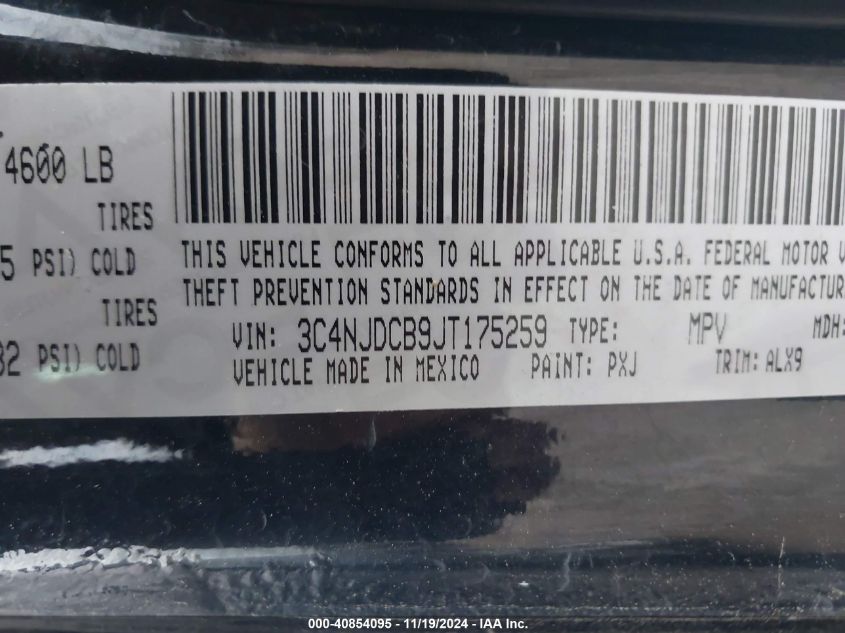 4600 LB
TIRES
5 PSI) COLD
TIRES
32 PSI) COLD
THIS VEHICLE CONFORMS TO ALL APPLICABLE U.S.A. FEDERAL MOTOR V
THEFT PREVENTION STANDARDS IN EFFECT ON THE DATE OF MANUFACTUR
VIN: 3C4NJDCB9JT175259 TYPE: MPV MDH:
VEHICLE MADE IN MEXICO PAINT: PXJ TRIM: ALX9
000-40854095 - 11/19/2024 - IAA Inc.